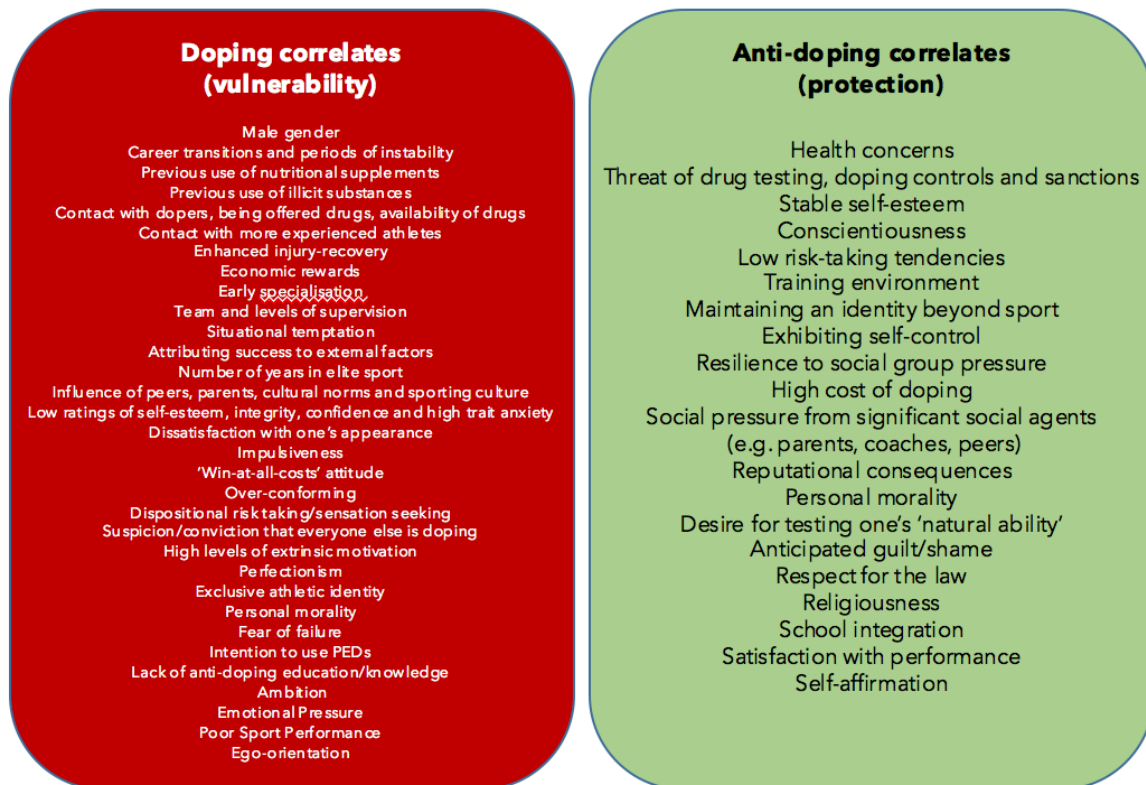 Doping correlates
(vulnerability)
Male gender
Career transitions and periods of instability
Previous use of nutritional supplements
Previous use of illicit substances
Contact with dopers, being offered drugs, availability of drugs
Contact with more experienced athletes
Enhanced injury-recovery
Economic rewards
Early specialisation
Team and levels of supervision
Situational temptation
Attributing success to external factors
Number of years in elite sport
Influence of peers, parents, cultural norms and sporting culture
Low ratings of self-esteem, integrity, confidence and high trait anxiety
Dissatisfaction with one's appearance
Impulsiveness
'Win-at-all-costs' attitude
Over-conforming
Dispositional risk taking/sensation seeking
Suspicion/conviction that everyone else is doping
High levels of extrinsic motivation
Perfectionism
Exclusive athletic identity
Personal morality
Fear of failure
Intention to use PEDs
Lack of anti-doping education/knowledge
Ambition
Emotional Pressure
Poor Sport Performance
Ego-orientation
Anti-doping correlates
(protection)
Health concerns
Threat of drug testing, doping controls and sanctions
Stable self-esteem
Conscientiousness
Low risk-taking tendencies
Training environment
Maintaining an identity beyond sport
Exhibiting self-control
Resilience to social group pressure
High cost of doping
Social pressure from significant social agents
(e.g. parents, coaches, peers)
Reputational consequences
Personal morality
Desire for testing one's 'natural ability'
Anticipated guilt/shame
Respect for the law
Religiousness
School integration
Satisfaction with performance
Self-affirmation